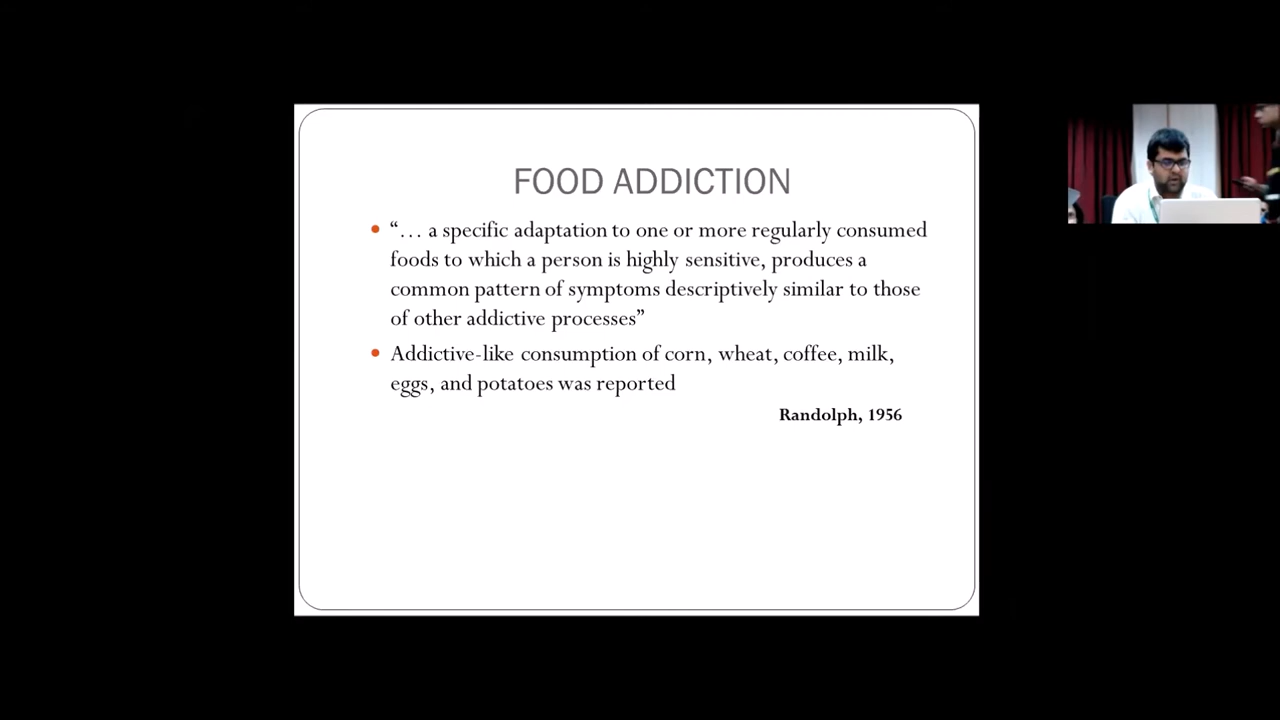 FOOD ADDICTION
• “… a specific adaptation to one or more regularly consumed
foods to which a person is highly sensitive, produces a
common pattern of symptoms descriptively similar to those
of other addictive processes”
• Addictive-like consumption of corn, wheat, coffee, milk,
eggs, and potatoes was reported
Randolph, 1956